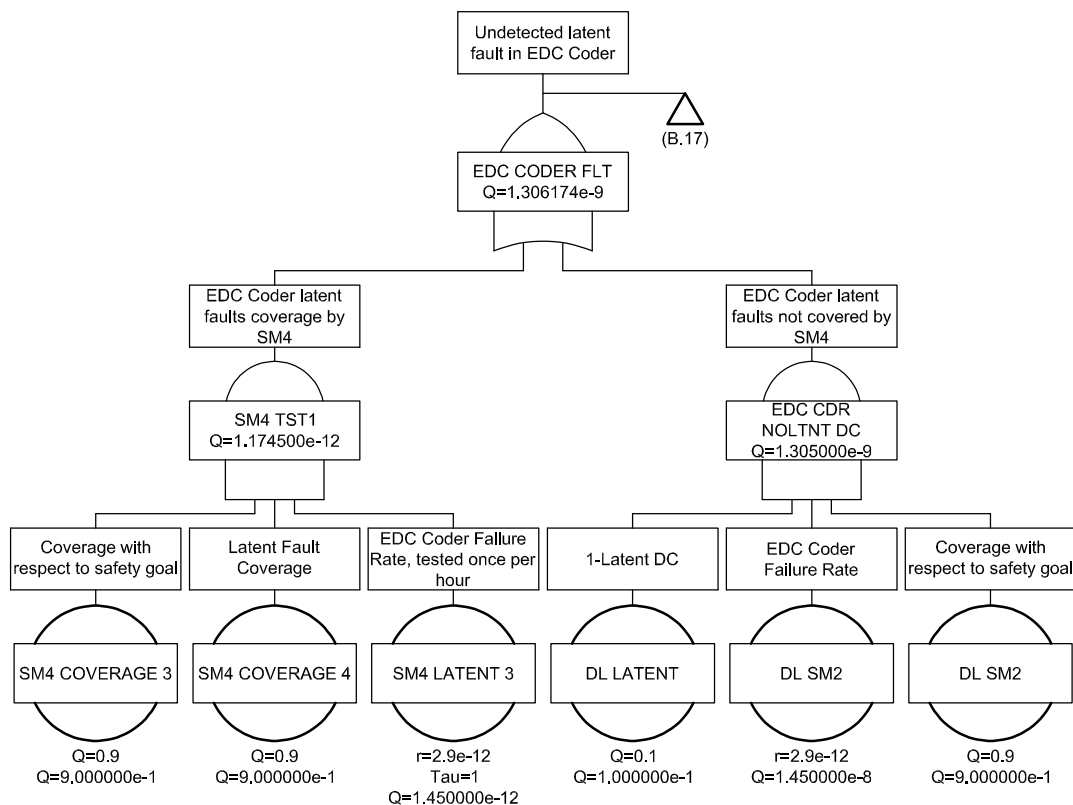 Undetected latent
fault in EDC Coder
(B.17)
EDC CODER FLT
Q=1.306174e-9
EDC Coder latent
faults coverage by
SM4
EDC Coder latent
faults not covered by
SM4
SM4 TST1
Q=1.174500e-12
EDC CDR
NOLTNT DC
Q=1.305000e-9
Coverage with
respect to safety goal
Latent Fault
Coverage
EDC Coder Fallure
Rate, tested once per
hour
1-Latent DC
EDC Coder
Failure Rate
Coverage with
respect to safety goal
SM4 COVERAGE 3
SM4 COVERAGE 4
SM4 LATENT 3
DL LATENT
DL SM2
DL SM2
Q=0.9
Q=9,000000e-1
Q=0.9
Q=9,000000e-1
r=2.9e-12
Tau=1
Q=1.450000e-12
Q=0.1
Q=1,000000e-1
r=2.9e-12
Q=1.450000e-8
Q=0.9
Q=9,000000e-1